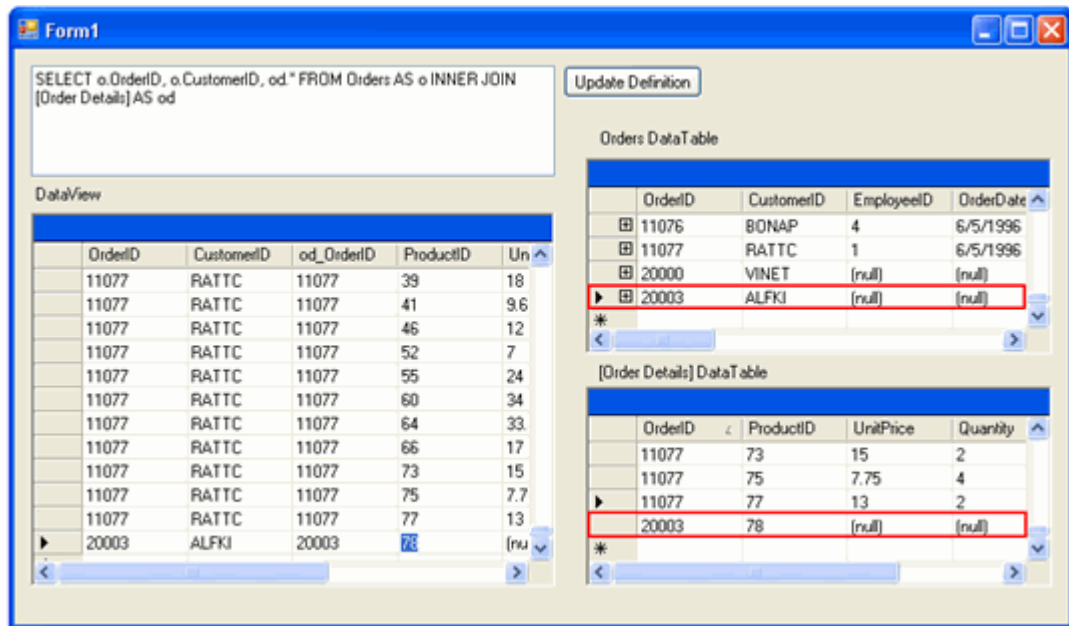 Form1
SELECT o.OrderID, o.CustomerID, od.* FROM Orders AS o INNER JOIN
[Order Details] AS od
Update Definition
DataView
OrderID CustomerID od_OrderID ProductID Un
11077 RATTC 11077 39 18
11077 RATTC 11077 41 9.6
11077 RATTC 11077 46 12
11077 RATTC 11077 52 7
11077 RATTC 11077 55 24
11077 RATTC 11077 60 34
11077 RATTC 11077 64 33.
11077 RATTC 11077 66 17
11077 RATTC 11077 73 15
11077 RATTC 11077 75 7.7
11077 RATTC 11077 77 13
20003 ALFKI 20003 78 (nu
Orders DataTable
OrderID CustomerID EmployeeID OrderDate
11076 BONAP 4 6/5/1996
11077 RATTC 1 6/5/1996
20000 VINET (null) (null)
20003 ALFKI (null) (null)
[Order Details] DataTable
OrderID ProductID UnitPrice Quantity
11077 73 15 2
11077 75 7.75 4
11077 77 13 2
20003 78 (null) (null)